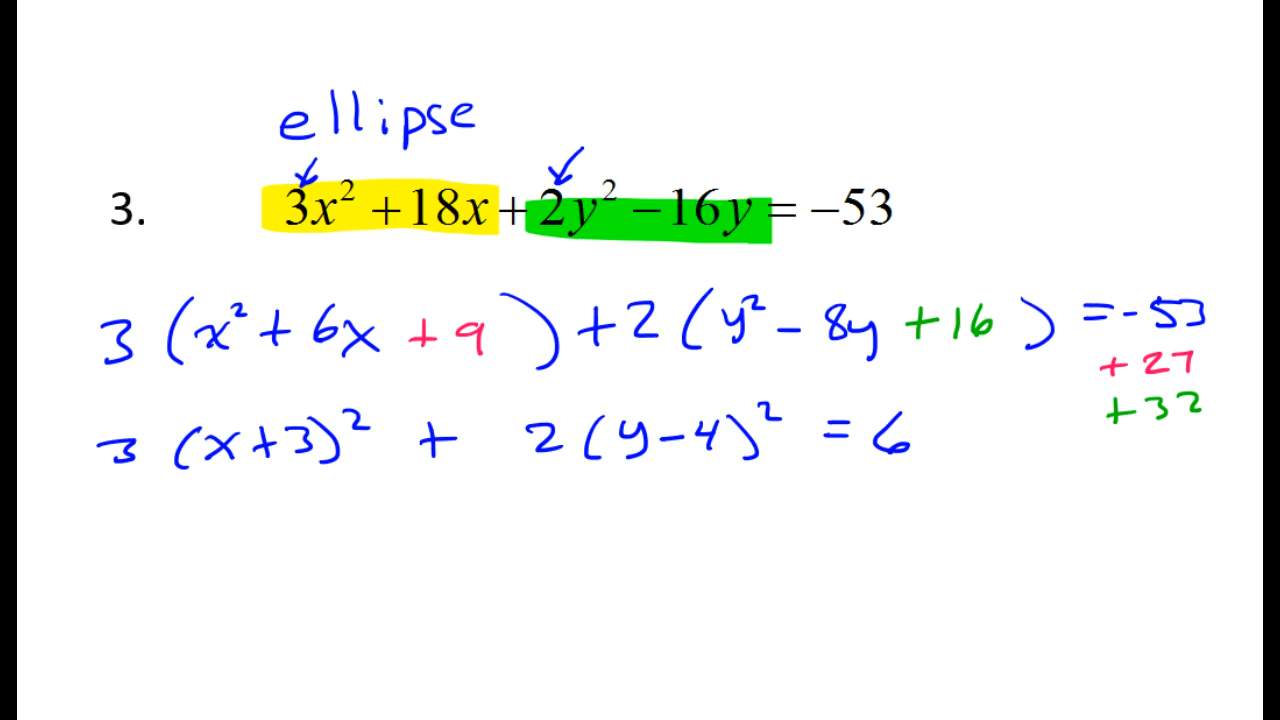 ellipse
3. 3x² + 18x + 2y² − 16y = −53
3 (x² + 6x + 9 ) + 2 (y² − 8y + 16 ) = −53
+ 27
+ 32
3 (x+3)² + 2 (y−4)² = 6